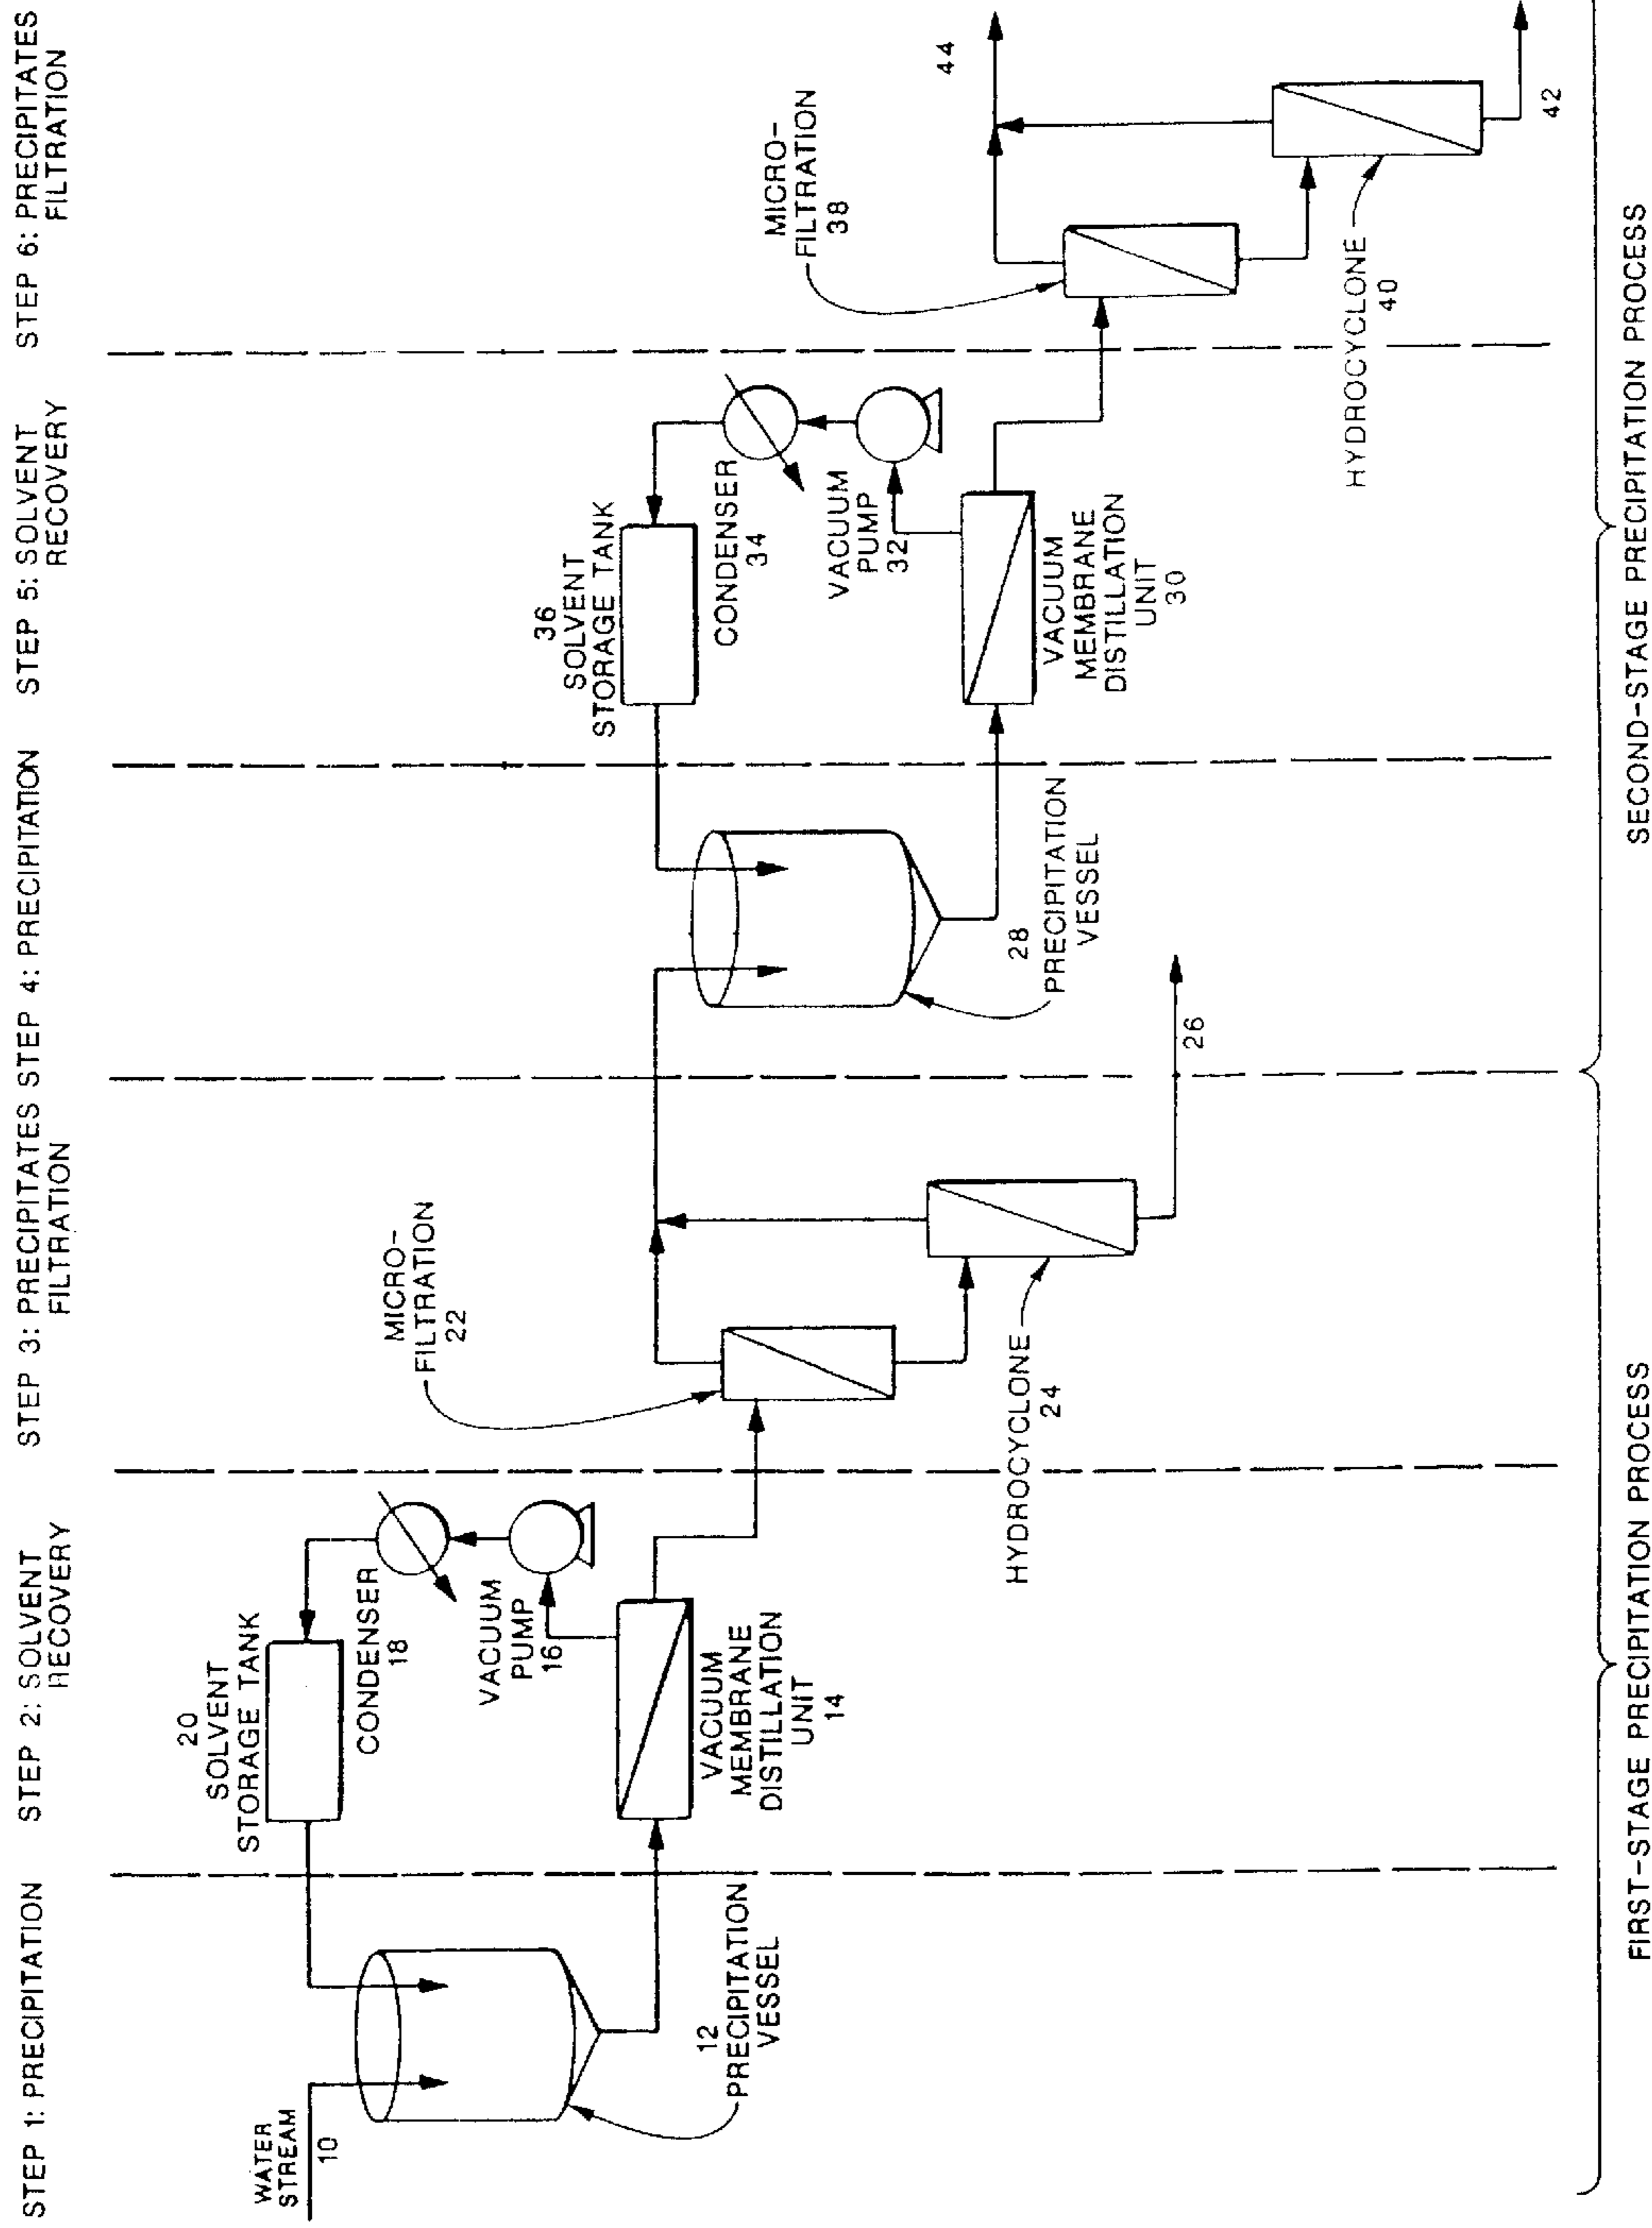 STEP 1: PRECIPITATION
STEP 2: SOLVENT
RECOVERY
STEP 3: PRECIPITATES
FILTRATION
STEP 4: PRECIPITATION
STEP 5: SOLVENT
RECOVERY
STEP 6: PRECIPITATES
FILTRATION
WATER
STREAM
10
12
PRECIPITATION
VESSEL
20
SOLVENT
STORAGE TANK
CONDENSER
18
VACUUM
PUMP
16
VACUUM
MEMBRANE
DISTILLATION
UNIT
14
MICRO-
FILTRATION
22
HYDROCYCLONE
24
26
28
PRECIPITATION
VESSEL
36
SOLVENT
STORAGE TANK
CONDENSER
34
VACUUM
PUMP
32
VACUUM
MEMBRANE
DISTILLATION
UNIT
30
MICRO-
FILTRATION
38
HYDROCYCLONE
40
44
42
FIRST-STAGE PRECIPITATION PROCESS
SECOND-STAGE PRECIPITATION PROCESS